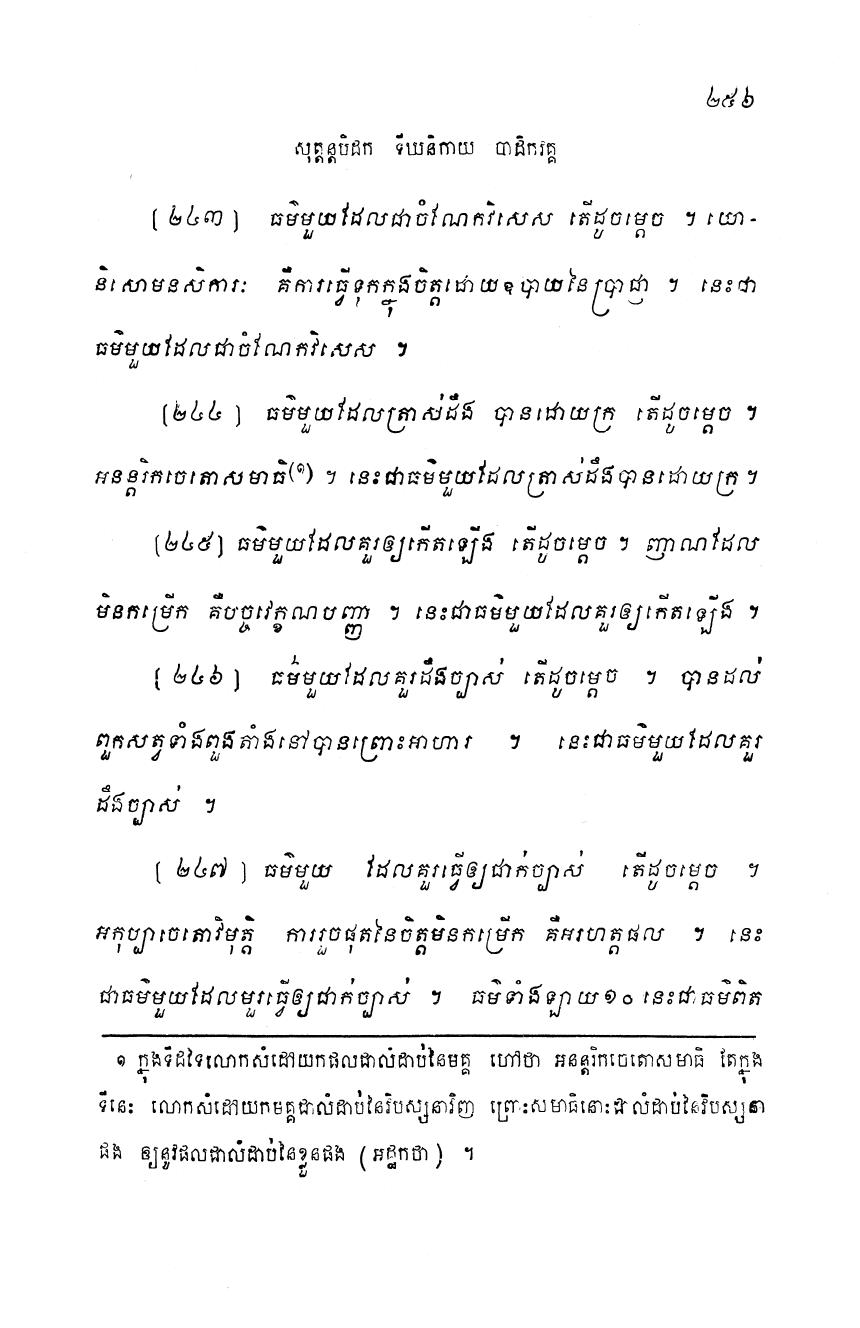 ២៥៦
សុត្តន្តបិដក ទីឃនិកាយ បាដិកវគ្គ
[២៤៣] ធម៌មួយដែលជាចំណែកវិសេស តើដូចម្តេច ។ យោ-
និសោមនសិការៈ គឺការធ្វើទុកក្នុងចិត្តដោយឧបាយនៃប្រាជ្ញា ។ នេះជា
ធម៌មួយដែលជាចំណែកវិសេស ។
[២៤៤] ធម៌មួយដែលត្រាស់ដឹង បានដោយក្រ តើដូចម្តេច ។
អនន្តរិកចេតោសមាធិ(១) ។ នេះជាធម៌មួយដែលត្រាស់ដឹងបានដោយក្រ ។
[២៤៥] ធម៌មួយដែលគួរឲ្យកើតឡើង តើដូចម្តេច ។ ញាណដែល
មិនកម្រើក គឺបច្ចវេក្ខណបញ្ញា ។ នេះជាធម៌មួយដែលគួរឲ្យកើតឡើង ។
[២៤៦] ធម៌មួយដែលគួរដឹងច្បាស់ តើដូចម្តេច ។ បានដល់
ពួកសត្វទាំងពួងតាំងនៅបានព្រោះអាហារ ។ នេះជាធម៌មួយដែលគួរ
ដឹងច្បាស់ ។
[២៤៧] ធម៌មួយ ដែលគួរធ្វើឲ្យជាក់ច្បាស់ តើដូចម្តេច ។
អកុប្បាចេតោវិមុត្តិ ការរួចផុតនៃចិត្តមិនកម្រើក គឺអរហត្តផល ។ នេះ
ជាធម៌មួយដែលមួរធ្វើឲ្យជាក់ច្បាស់ ។ ធម៌ទាំងឡាយ១០នេះជាធម៌ពិត
១ ក្នុងទីដទៃលោកសំដៅយកផលជាលំដាប់នៃមគ្គ ហៅថា អនន្តរិកចេតោសមាធិ តែក្នុង
ទីនេះ លោកសំដៅយកមគ្គជាលំដាប់នៃវិបស្សនាវិញ ព្រោះសមាធិនោះជាលំដាប់នៃវិបស្សនា
ផង ឲ្យនូវផលជាលំដាប់នៃខ្លួនផង (អដ្ឋកថា) ។